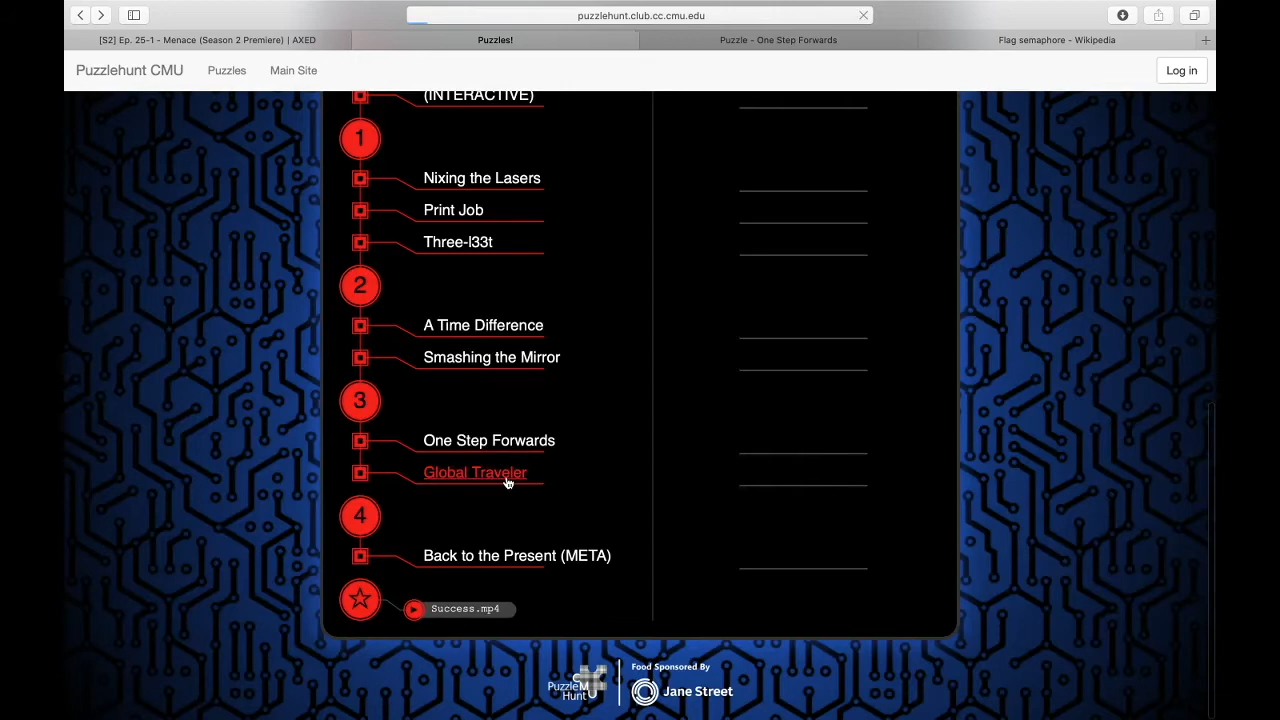 puzzlehunt.club.cc.cmu.edu
[S2] Ep. 25-1 - Menace (Season 2 Premiere) | AXED
Puzzles!
Puzzle - One Step Forwards
Flag semaphore - Wikipedia
Puzzlehunt CMU
Puzzles
Main Site
Log in
(INTERACTIVE)
1
Nixing the Lasers
Print Job
Three-l33t
2
A Time Difference
Smashing the Mirror
3
One Step Forwards
Global Traveler
4
Back to the Present (META)
Success.mp4
Puzzle
Hunt
CMU
Food Sponsored By
Jane Street